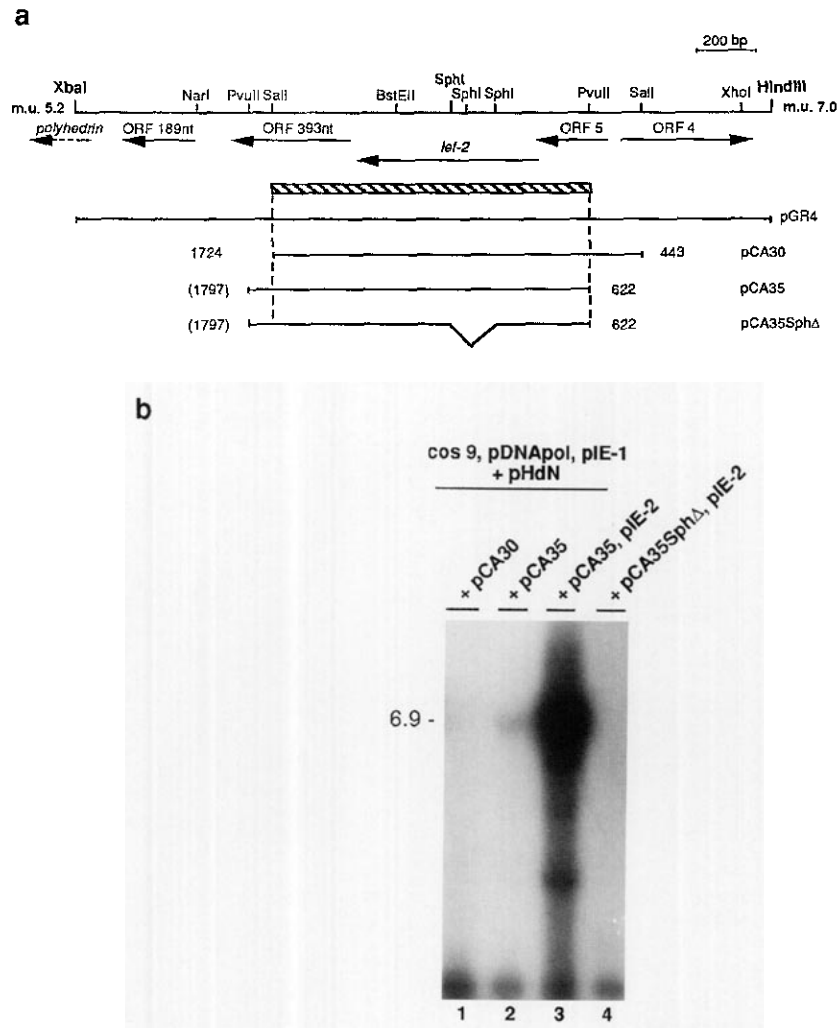 a
200 bp
SphI
XbaI NarI PvuII SalI BstEII SphI SphI PvuII SalI XhoI HindIII
m.u. 5.2 m.u. 7.0
polyhedrin ORF 189nt ORF 393nt lef-2 ORF 5 ORF 4
pGR4
1724 443 pCA30
(1797) 622 pCA35
(1797) 622 pCA35Sph∆
b
cos 9, pDNApol, pIE-1
+ pHdN
+ pCA30
+ pCA35
+ pCA35, pIE-2
+ pCA35Sph∆, pIE-2
6.9 -
1 2 3 4